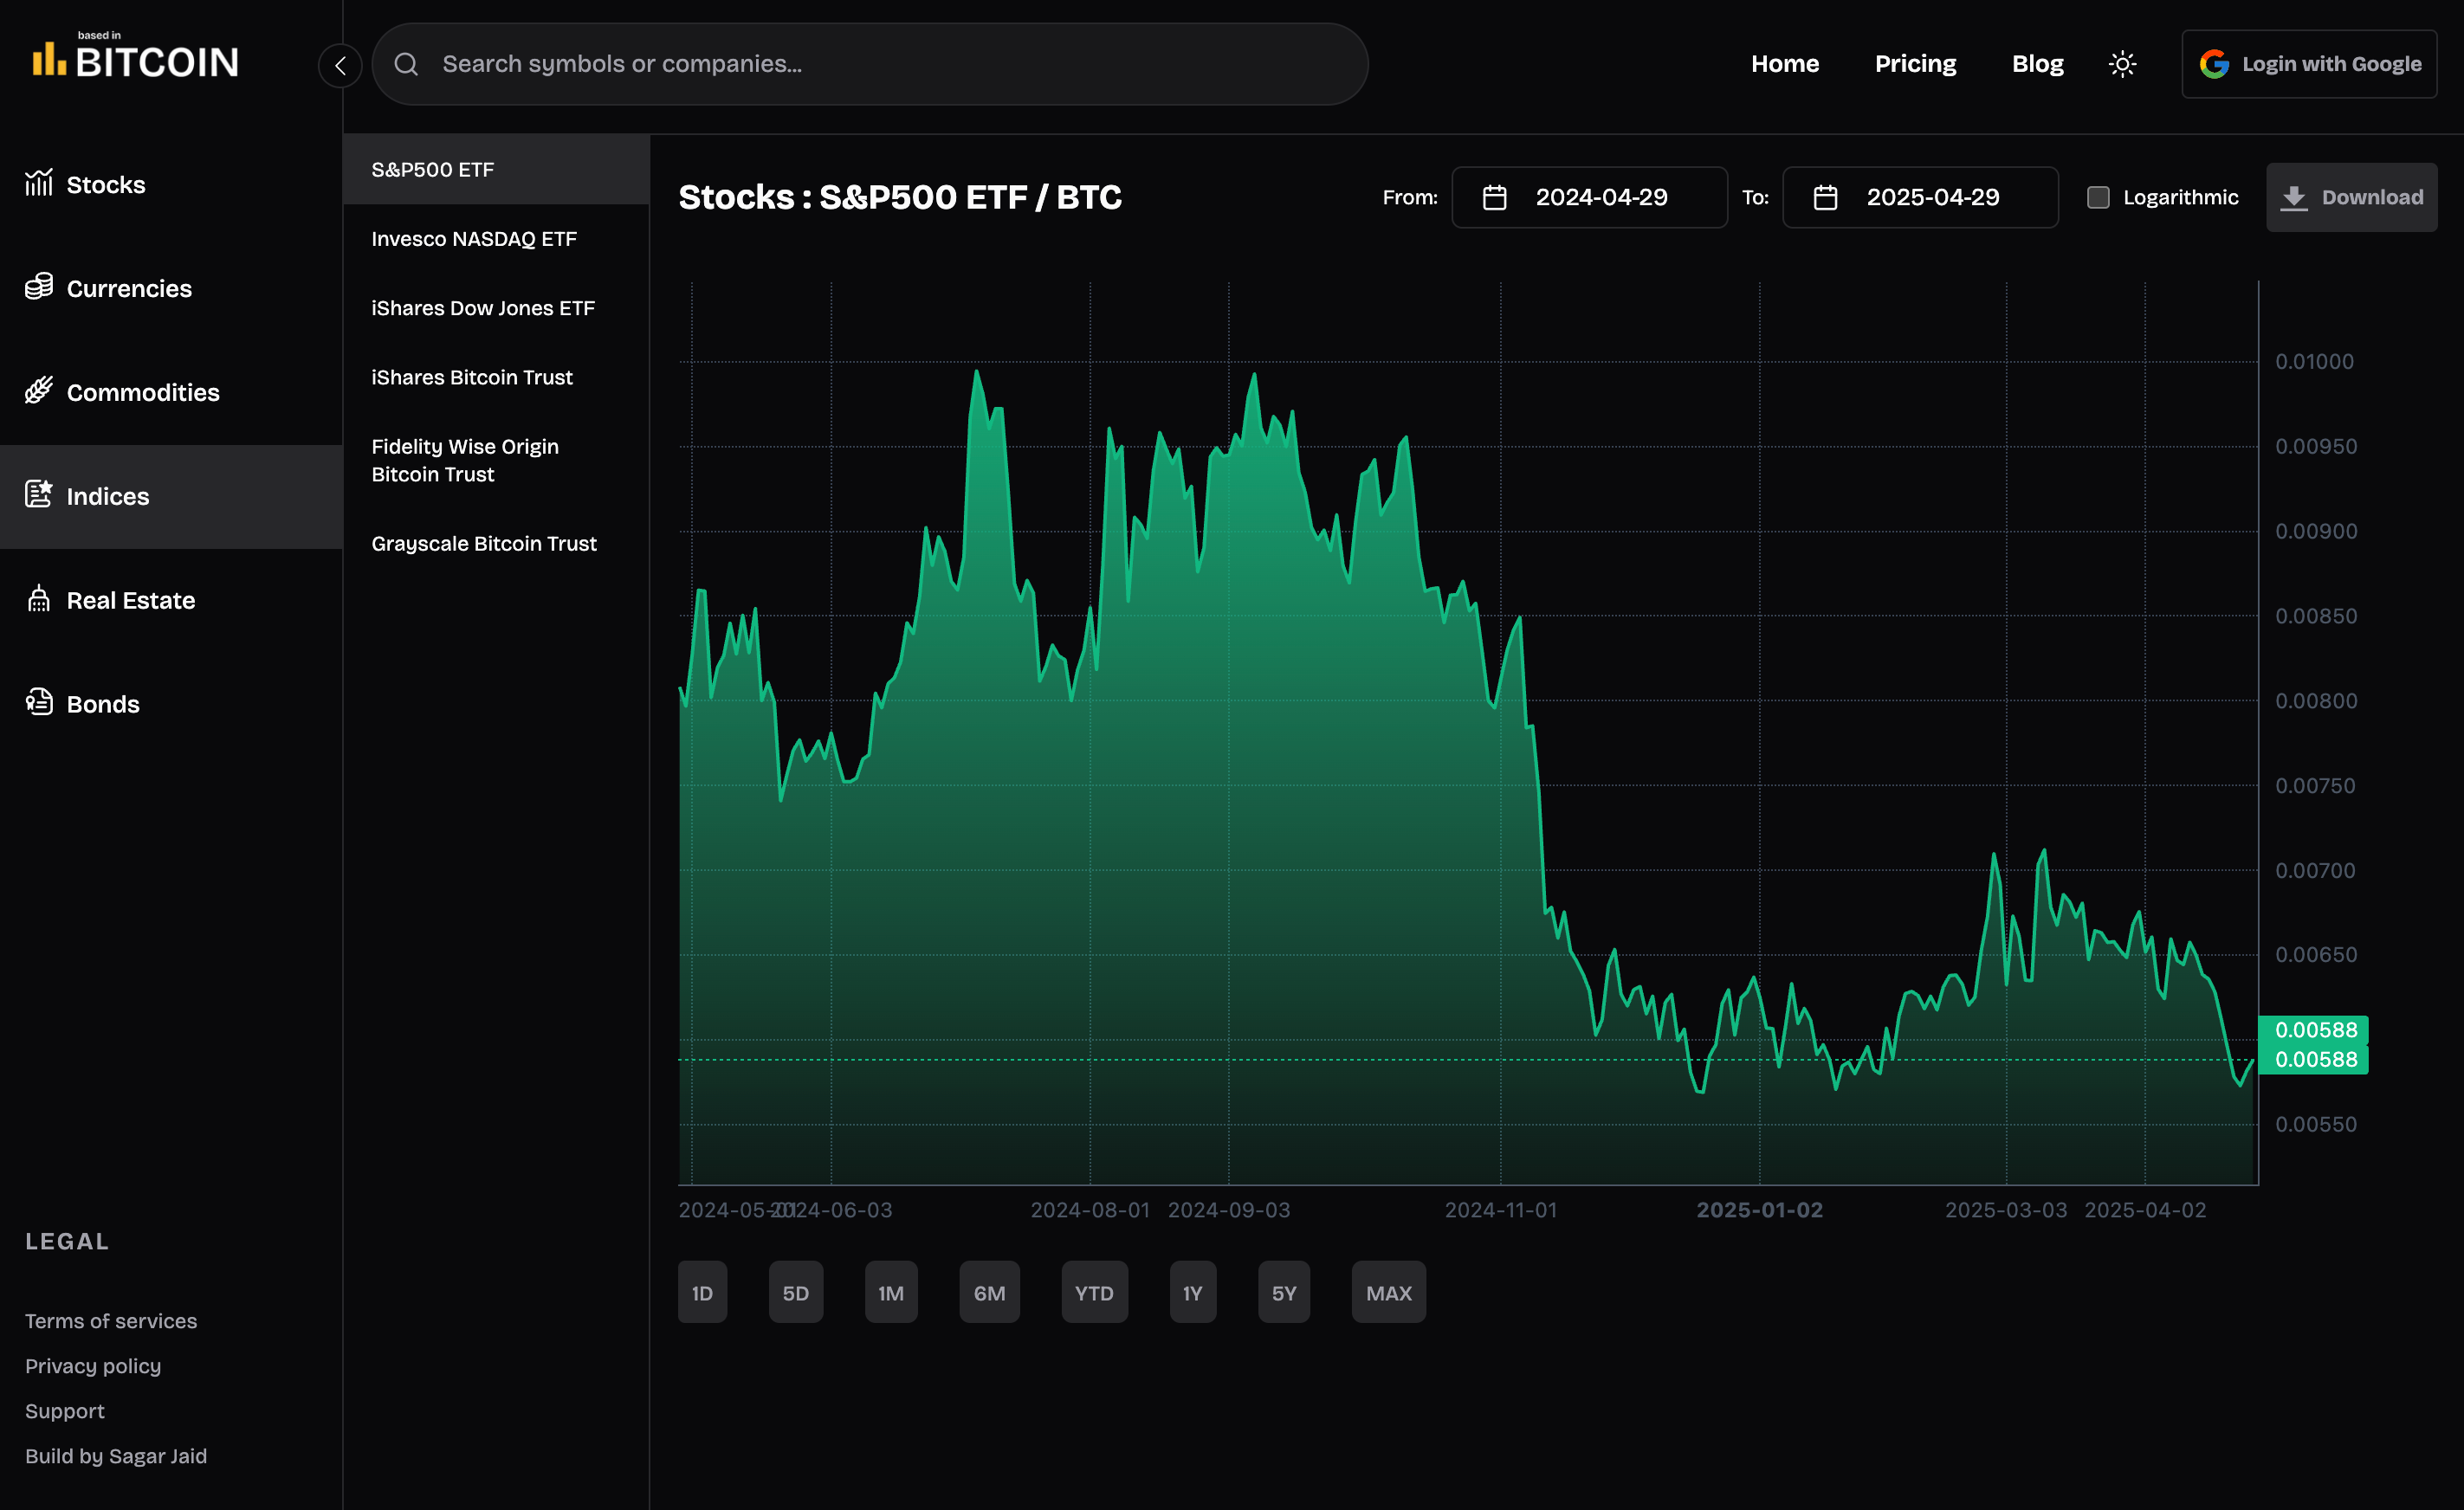 based in
BITCOIN
Search symbols or companies...
Home
Pricing
Blog
Login with Google
Stocks
Currencies
Commodities
Indices
Real Estate
Bonds
LEGAL
Terms of services
Privacy policy
Support
Build by Sagar Jaid
S&P500 ETF
Invesco NASDAQ ETF
iShares Dow Jones ETF
iShares Bitcoin Trust
Fidelity Wise Origin
Bitcoin Trust
Grayscale Bitcoin Trust
Stocks : S&P500 ETF / BTC
From:
2024-04-29
To:
2025-04-29
Logarithmic
Download
0.01000
0.00950
0.00900
0.00850
0.00800
0.00750
0.00700
0.00650
0.00588
0.00588
0.00550
2024-05-01
2024-06-03
2024-08-01
2024-09-03
2024-11-01
2025-01-02
2025-03-03
2025-04-02
1D
5D
1M
6M
YTD
1Y
5Y
MAX